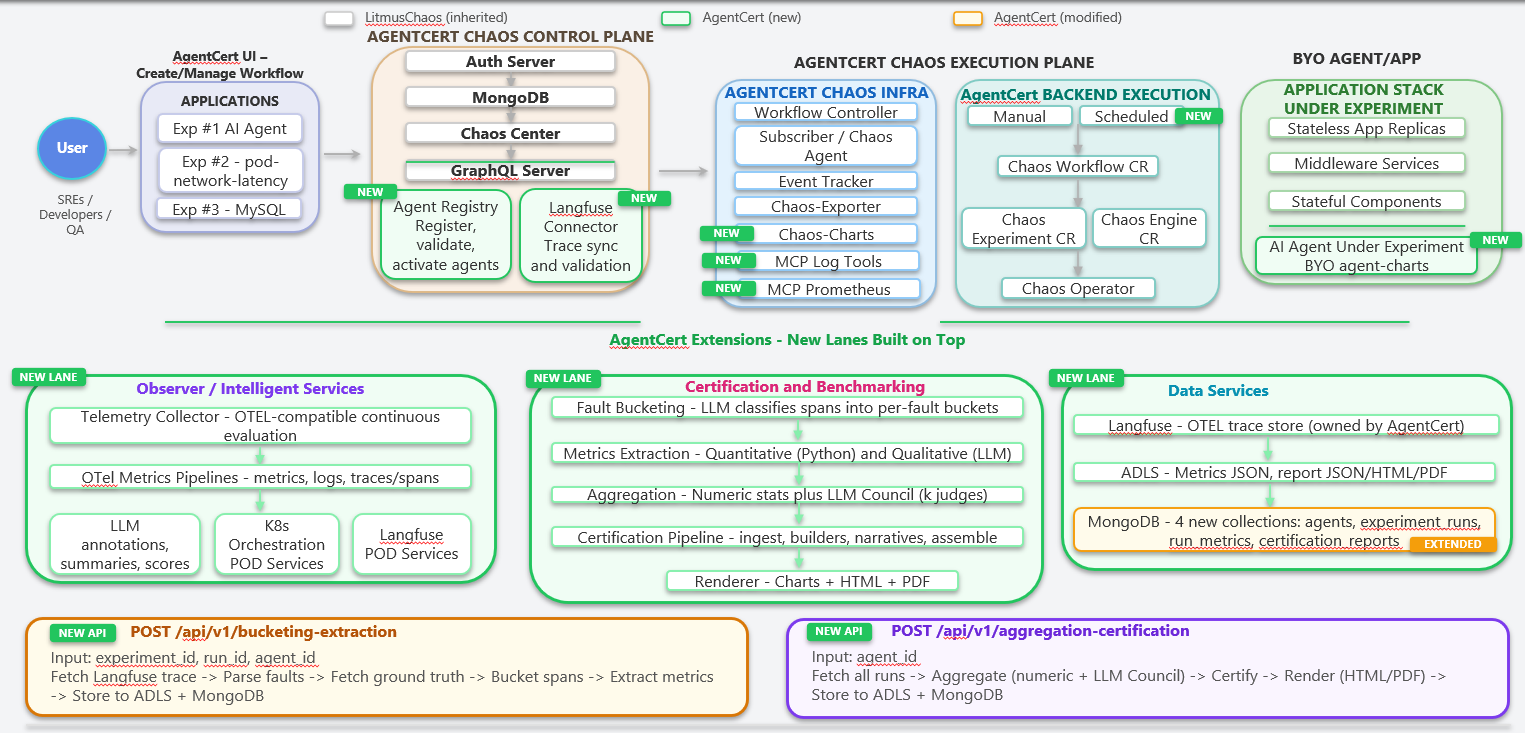 LitmusChaos (inherited)
AgentCert (new)
AgentCert (modified)
AgentCert UI –
Create/Manage Workflow
User
SREs /
Developers /
QA
APPLICATIONS
Exp #1 AI Agent
Exp #2 - pod-
network-latency
Exp #3 - MySQL
AGENTCERT CHAOS CONTROL PLANE
Auth Server
MongoDB
Chaos Center
GraphQL Server
NEW
Agent Registry
Register,
validate,
activate agents
NEW
Langfuse
Connector
Trace sync
and validation
AGENTCERT CHAOS EXECUTION PLANE
AGENTCERT CHAOS INFRA
Workflow Controller
Subscriber / Chaos
Agent
Event Tracker
Chaos-Exporter
NEW
Chaos-Charts
NEW
MCP Log Tools
NEW
MCP Prometheus
AgentCert BACKEND EXECUTION
Manual
Scheduled
NEW
Chaos Workflow CR
Chaos
Experiment CR
Chaos Engine
CR
Chaos Operator
BYO AGENT/APP
APPLICATION STACK
UNDER EXPERIMENT
Stateless App Replicas
Middleware Services
Stateful Components
NEW
AI Agent Under Experiment
BYO agent-charts
AgentCert Extensions - New Lanes Built on Top
NEW LANE
Observer / Intelligent Services
Telemetry Collector - OTEL-compatible continuous
evaluation
OTel Metrics Pipelines - metrics, logs, traces/spans
LLM
annotations,
summaries, scores
K8s
Orchestration
POD Services
Langfuse
POD Services
NEW LANE
Certification and Benchmarking
Fault Bucketing - LLM classifies spans into per-fault buckets
Metrics Extraction - Quantitative (Python) and Qualitative (LLM)
Aggregation - Numeric stats plus LLM Council (k judges)
Certification Pipeline - ingest, builders, narratives, assemble
Renderer - Charts + HTML + PDF
NEW LANE
Data Services
Langfuse - OTEL trace store (owned by AgentCert)
ADLS - Metrics JSON, report JSON/HTML/PDF
MongoDB - 4 new collections: agents, experiment_runs,
run_metrics, certification_reports
EXTENDED
NEW API
POST /api/v1/bucketing-extraction
Input: experiment_id, run_id, agent_id
Fetch Langfuse trace -> Parse faults -> Fetch ground truth -> Bucket spans -> Extract metrics
-> Store to ADLS + MongoDB
NEW API
POST /api/v1/aggregation-certification
Input: agent_id
Fetch all runs -> Aggregate (numeric + LLM Council) -> Certify -> Render (HTML/PDF) ->
Store to ADLS + MongoDB